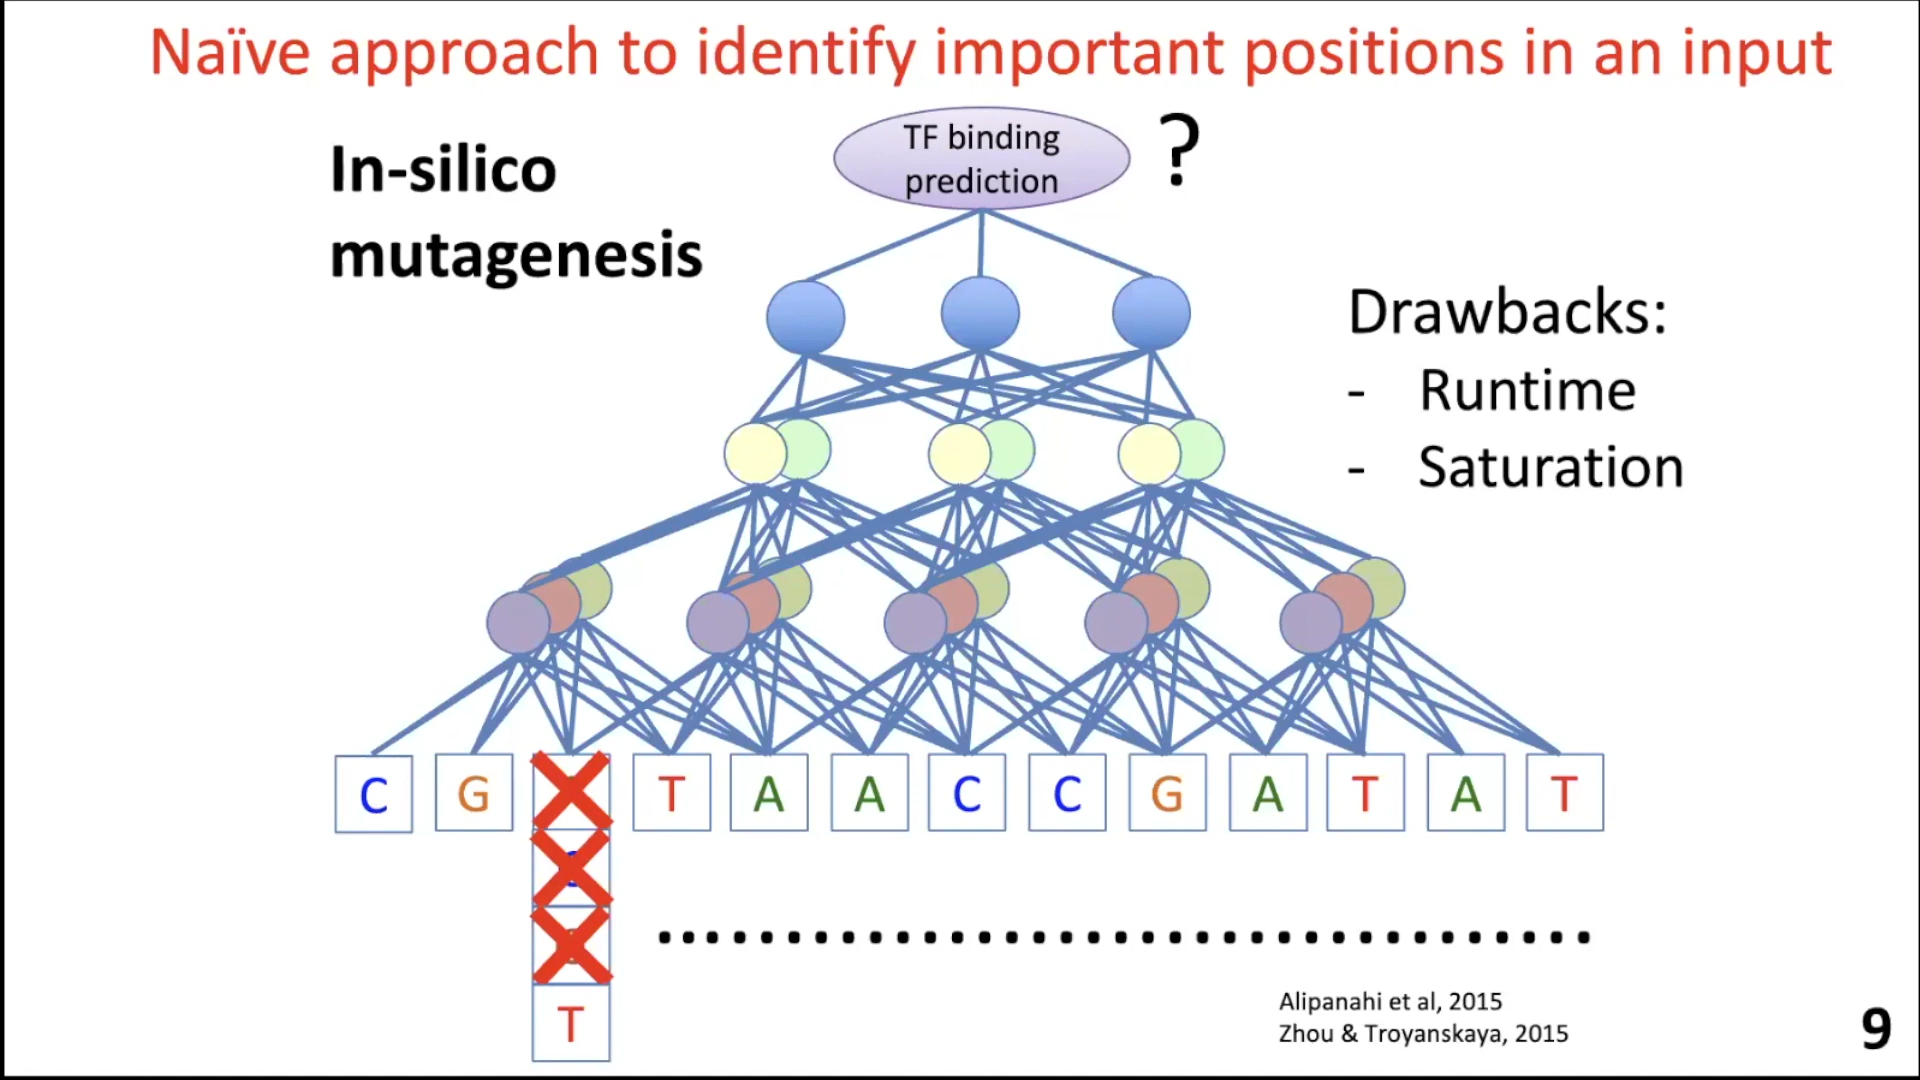 Naïve approach to identify important positions in an input
In-silico
mutagenesis
TF binding
prediction
?
Drawbacks:
- Runtime
- Saturation
C G T A A C C G A T A T
T
Alipanahi et al, 2015
Zhou & Troyanskaya, 2015
9